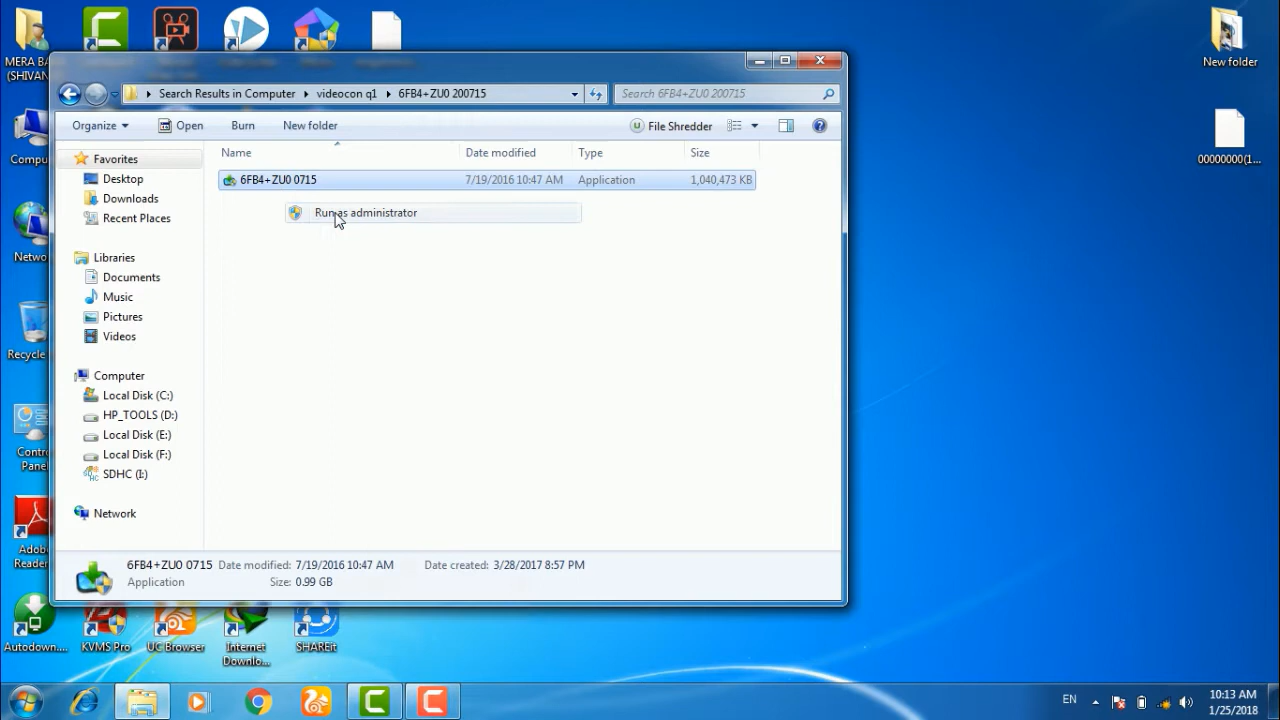 MERA BA
(SHIVAN
New folder
Search Results in Computer
videocon q1
6FB4+ZU0 200715
Search 6FB4+ZU0 200715
Organize
Open
Burn
New folder
File Shredder
Name
Date modified
Type
Size
Favorites
6FB4+ZU0 0715
7/19/2016 10:47 AM
Application
1,040,473 KB
Desktop
Downloads
Recent Places
Run as administrator
Libraries
Documents
Music
Pictures
Videos
Computer
Local Disk (C:)
HP_TOOLS (D:)
Local Disk (E:)
Local Disk (F:)
SDHC (I:)
Network
Compu
Netwo
Recycle
Contr
Panel
Adob
Reader
00000000(1...
6FB4+ZU0 0715
Date modified: 7/19/2016 10:47 AM
Date created: 3/28/2017 8:57 PM
Application
Size: 0.99 GB
Autodown....
KVMS Pro
UC Browser
Internet
Downlo...
SHAREit
EN
10:13 AM
1/25/2018